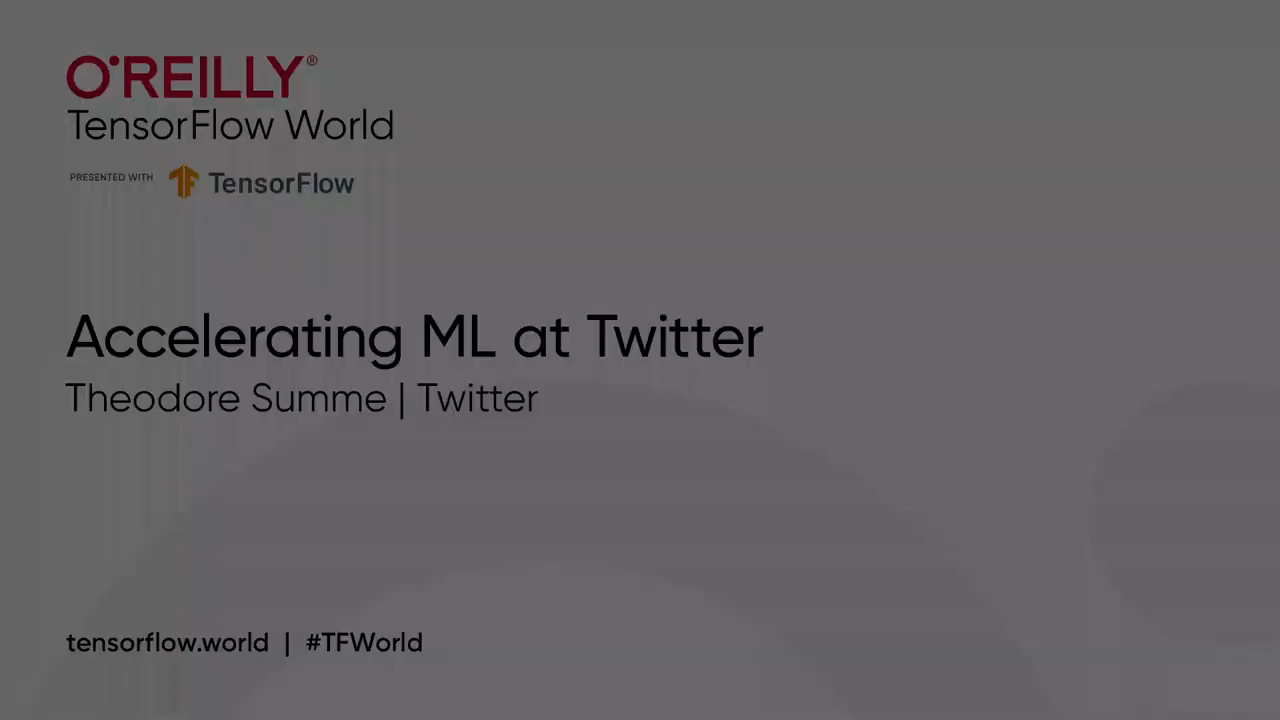 O'REILLY®
TensorFlow World
PRESENTED WITH TensorFlow
Accelerating ML at Twitter
Theodore Summe | Twitter
tensorflow.world | #TFWorld